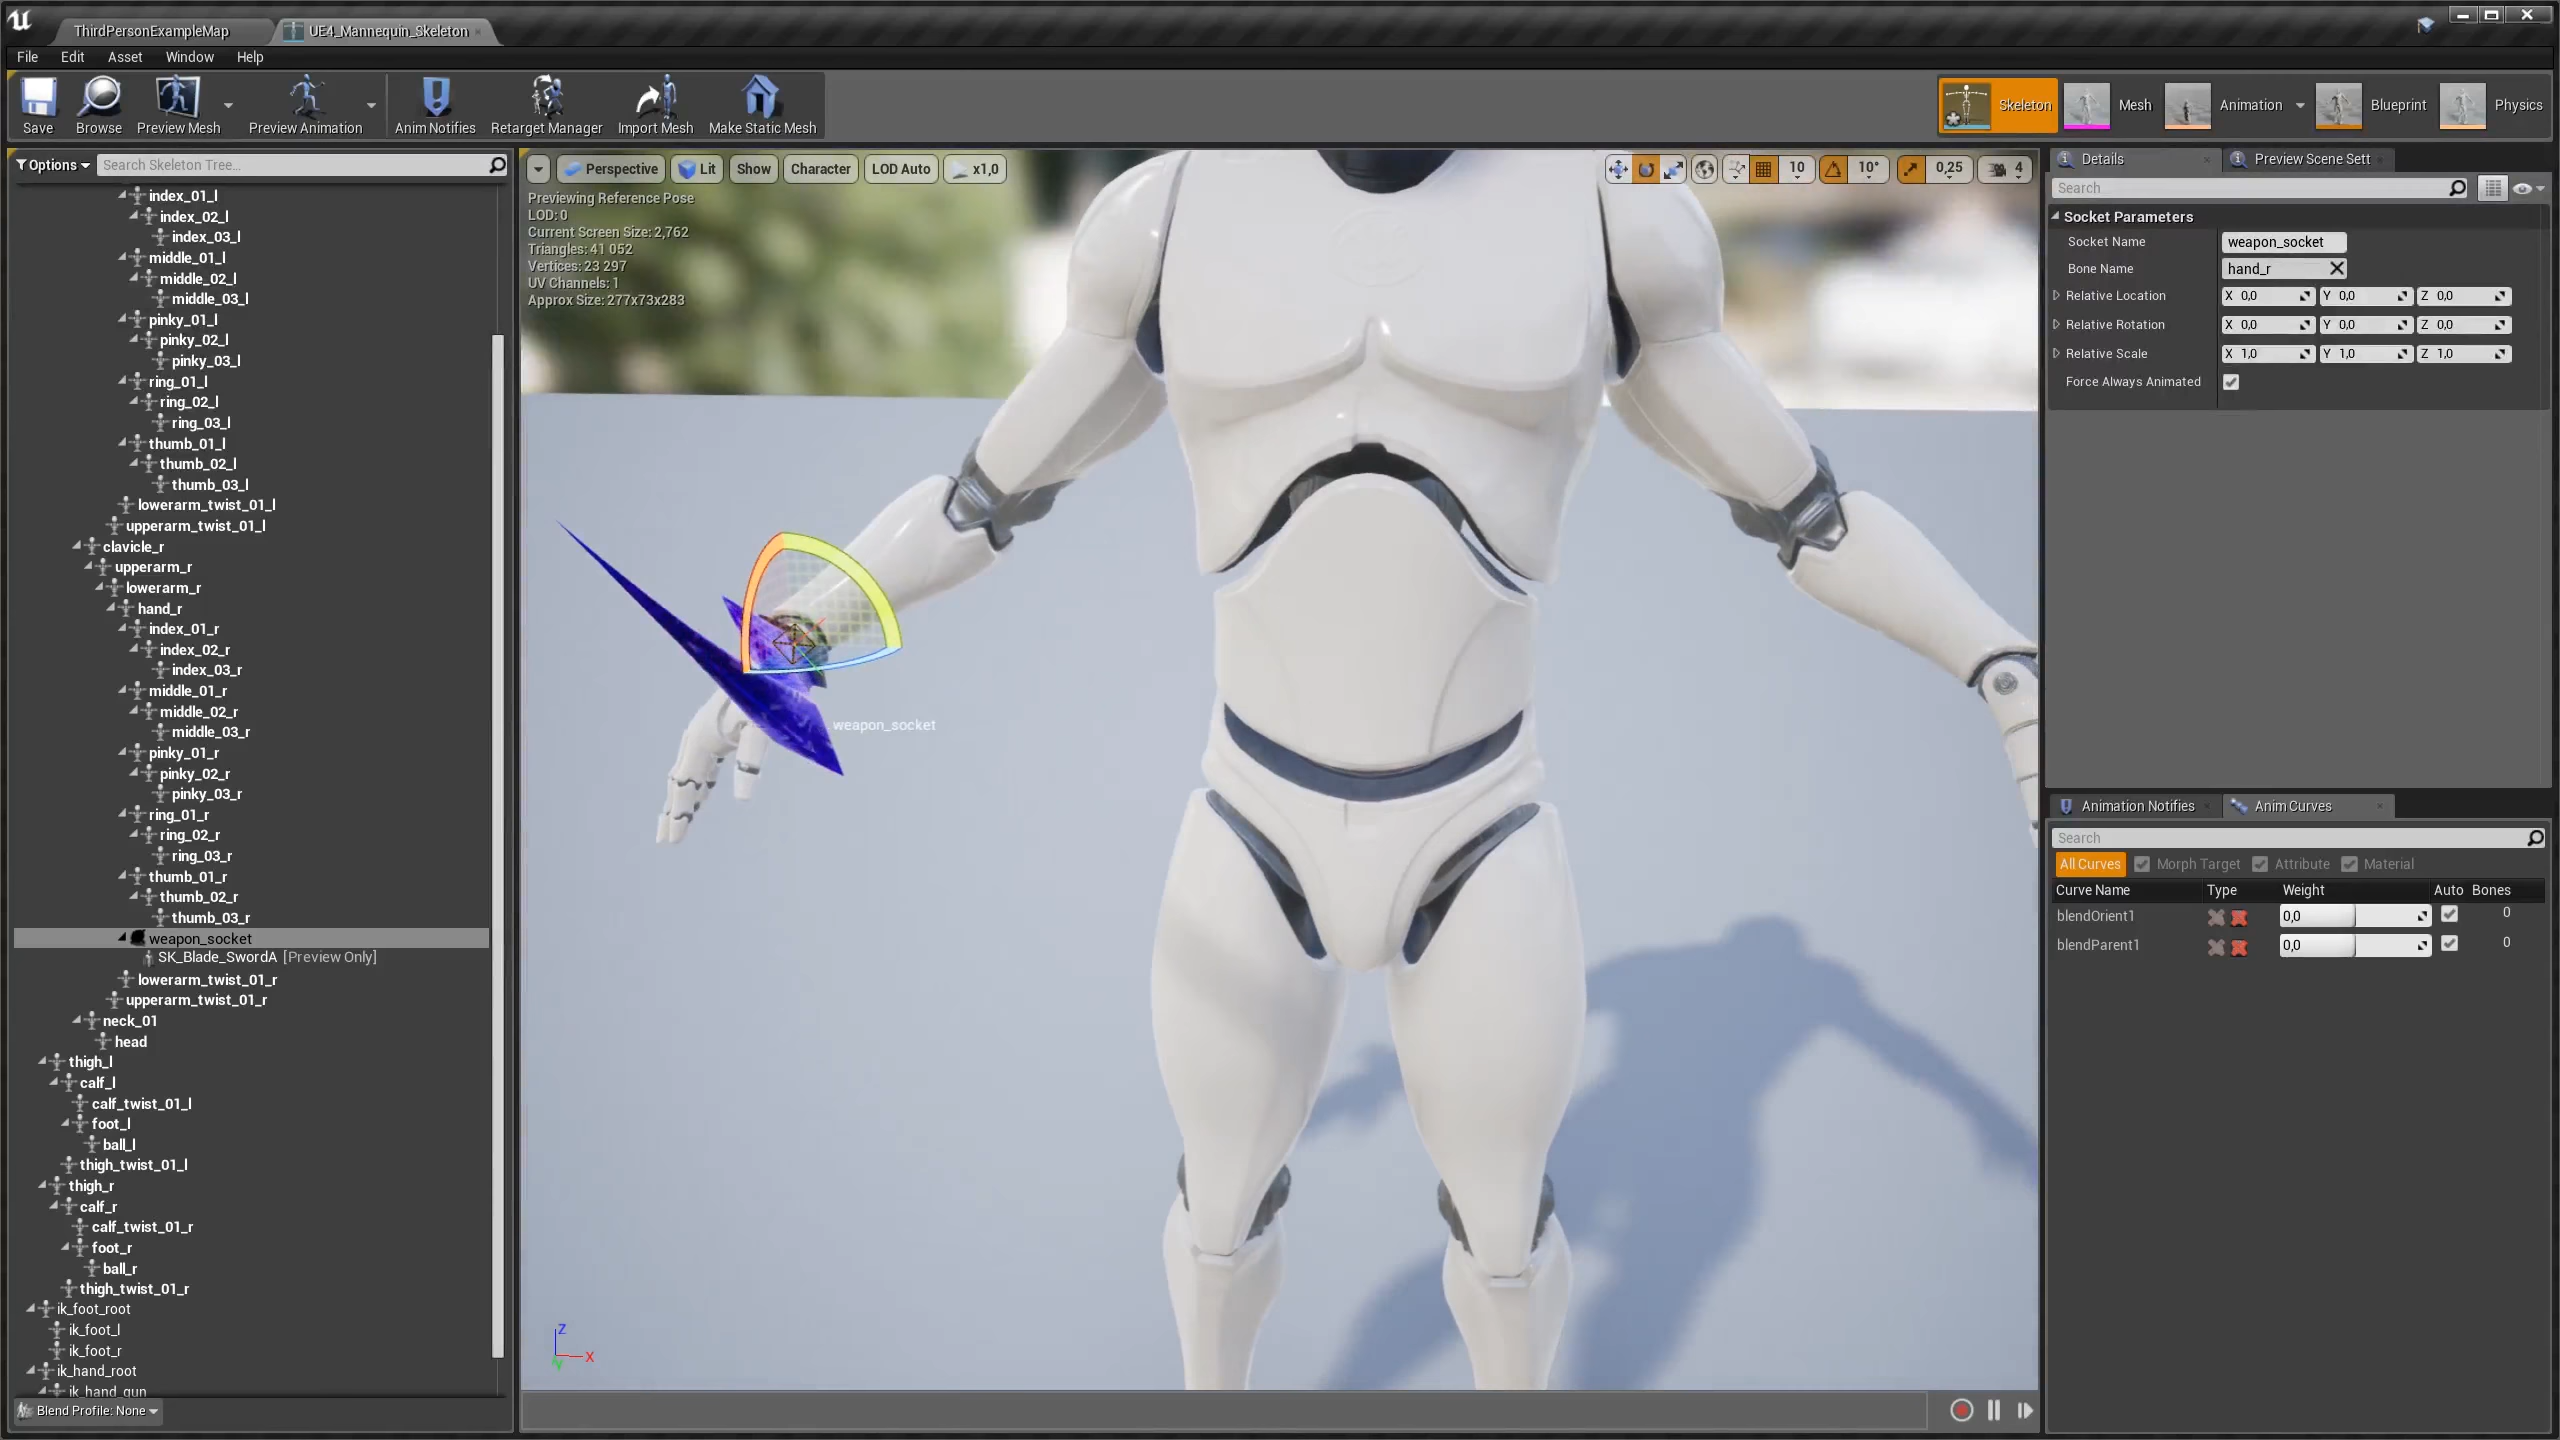 ThirdPersonExampleMap
UE4_Mannequin_Skeleton
File Edit Asset Window Help
Save Browse Preview Mesh Preview Animation Anim Notifies Retarget Manager Import Mesh Make Static Mesh
Skeleton Mesh Animation Blueprint Physics
Options
Search Skeleton Tree...
index_01_l
index_02_l
index_03_l
middle_01_l
middle_02_l
middle_03_l
pinky_01_l
pinky_02_l
pinky_03_l
ring_01_l
ring_02_l
ring_03_l
thumb_01_l
thumb_02_l
thumb_03_l
lowerarm_twist_01_l
upperarm_twist_01_l
clavicle_r
upperarm_r
lowerarm_r
hand_r
index_01_r
index_02_r
index_03_r
middle_01_r
middle_02_r
middle_03_r
pinky_01_r
pinky_02_r
pinky_03_r
ring_01_r
ring_02_r
ring_03_r
thumb_01_r
thumb_02_r
thumb_03_r
weapon_socket
SK_Blade_SwordA [Preview Only]
lowerarm_twist_01_r
upperarm_twist_01_r
neck_01
head
thigh_l
calf_l
calf_twist_01_l
foot_l
ball_l
thigh_twist_01_l
thigh_r
calf_r
calf_twist_01_r
foot_r
ball_r
thigh_twist_01_r
ik_foot_root
ik_foot_l
ik_foot_r
ik_hand_root
ik_hand_gun
Blend Profile: None
Perspective Lit Show Character LOD Auto x1,0
10 10° 0,25 4
Previewing Reference Pose
LOD: 0
Current Screen Size: 2,762
Triangles: 41 052
Vertices: 23 297
UV Channels: 1
Approx Size: 277x73x283
weapon_socket
Z
X
Y
Details
Preview Scene Sett
Search
Socket Parameters
Socket Name weapon_socket
Bone Name hand_r
Relative Location X 0,0 Y 0,0 Z 0,0
Relative Rotation X 0,0 Y 0,0 Z 0,0
Relative Scale X 1,0 Y 1,0 Z 1,0
Force Always Animated
Animation Notifies
Anim Curves
Search
All Curves Morph Target Attribute Material
Curve Name Type Weight Auto Bones
blendOrient1 0,0 0
blendParent1 0,0 0